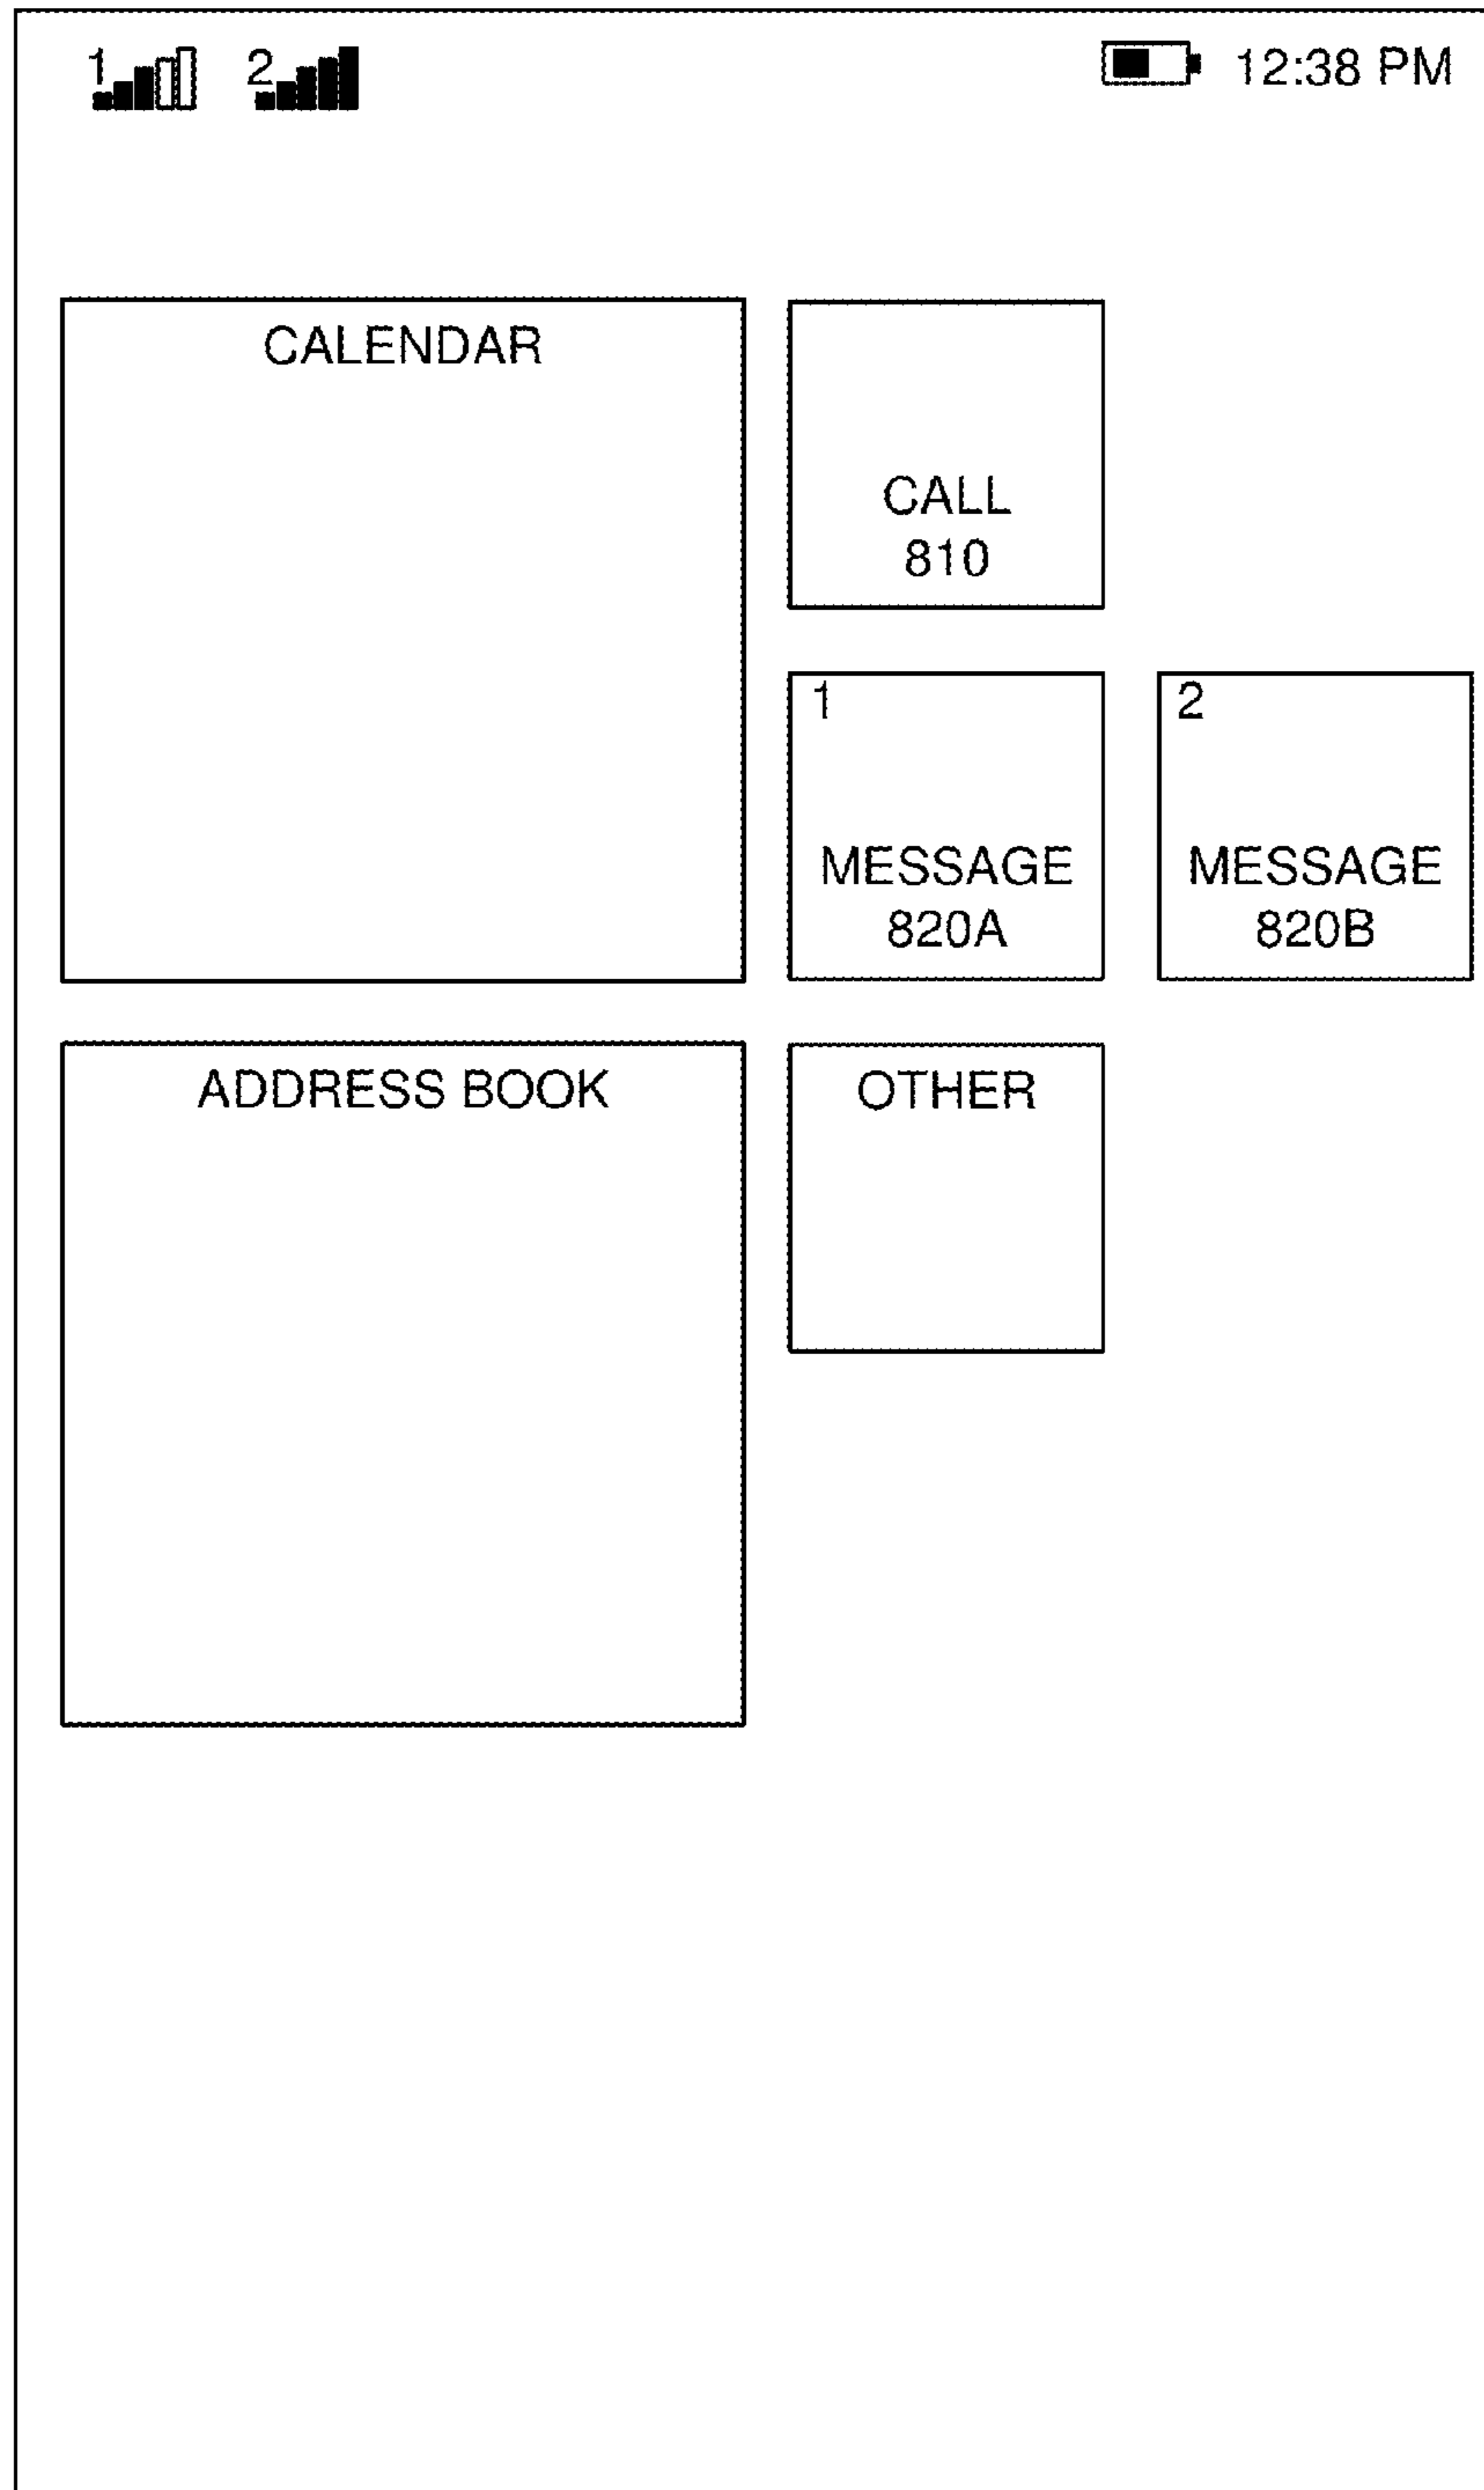 1 2 12:38 PM
CALENDAR
CALL
810
1
MESSAGE
820A
2
MESSAGE
820B
ADDRESS BOOK
OTHER